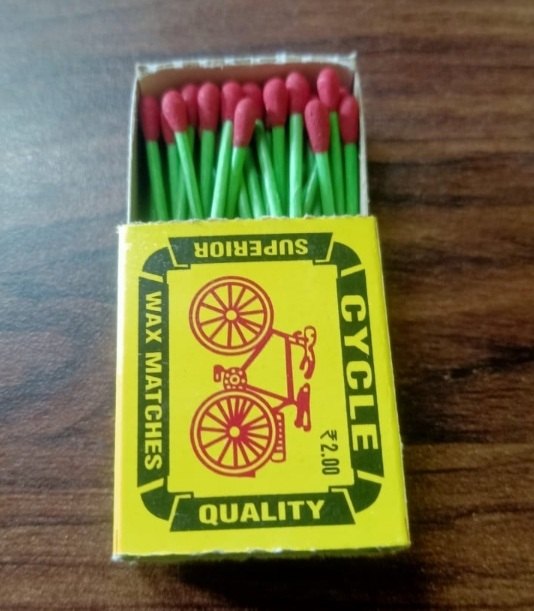 SUPERIOR
CYCLE
WAX MATCHES
₹2.00
QUALITY